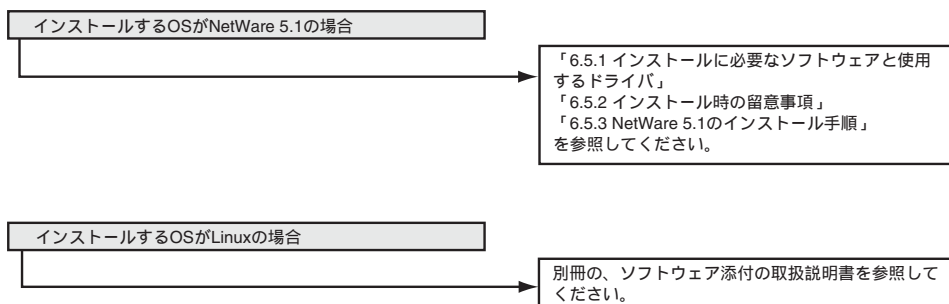 インストールするOSがNetWare 5.1の場合
「6.5.1 インストールに必要なソフトウェアと使用
するドライバ」
「6.5.2 インストール時の留意事項」
「6.5.3 NetWare 5.1のインストール手順」
を参照してください。
インストールするOSがLinuxの場合
別冊の、ソフトウェア添付の取扱説明書を参照して
ください。